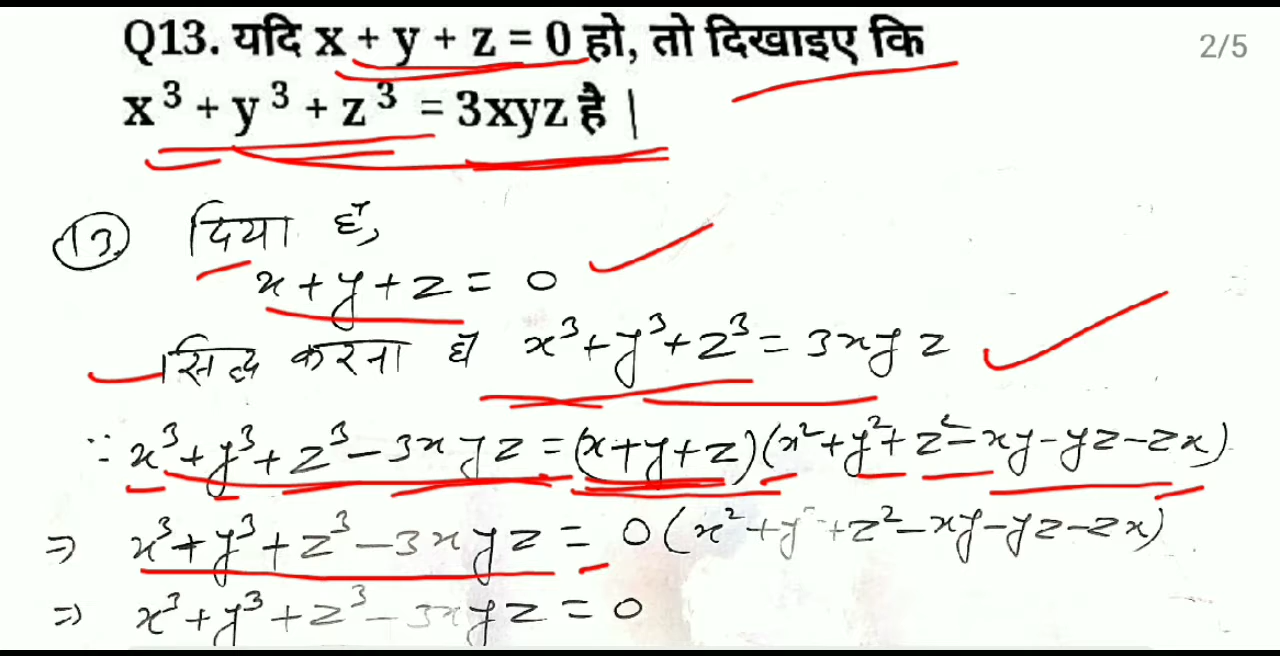 Q13. यदि x + y + z = 0 हो, तो दिखाइए कि
2/5
x³ + y³ + z³ = 3xyz है |
13. दिया है,
x + y + z = 0
सिद्ध करना है x³ + y³ + z³ = 3xyz
∵ x³ + y³ + z³ - 3xyz = (x + y + z)(x² + y² + z² - xy - yz - zx)
⇒ x³ + y³ + z³ - 3xyz = 0(x² + y² + z² - xy - yz - zx)
⇒ x³ + y³ + z³ - 3xyz = 0